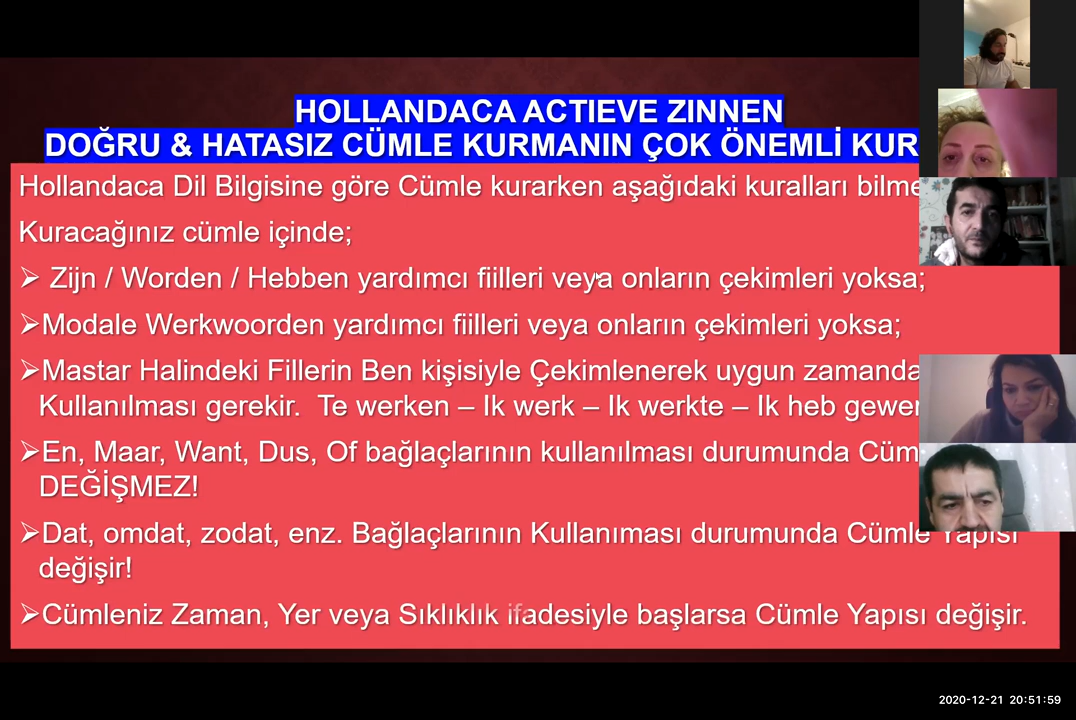 HOLLANDACA ACTIEVE ZINNEN
DOĞRU & HATASIZ CÜMLE KURMANIN ÇOK ÖNEMLİ
Hollandaca Dil Bilgisine göre Cümle kurarken aşağıdaki kuralları
Kuracağınız cümle içinde;
➢ Zijn / Worden / Hebben yardımcı fiilleri veya onların çekimleri yoksa;
➢Modale Werkwoorden yardımcı fiilleri veya onların çekimleri yoksa;
➢Mastar Halindeki Fillerin Ben kişisiyle Çekimlenerek uygun zamanda
Kullanılması gerekir. Te werken – Ik werk – Ik werkte – Ik heb
➢En, Maar, Want, Dus, Of bağlaçlarının kullanılması durumunda
DEĞİŞMEZ!
➢Dat, omdat, zodat, enz. Bağlaçlarının Kullanıması durumunda Cümle Yapısı
değişir!
➢Cümleniz Zaman, Yer veya Sıklıklık ifadesiyle başlarsa Cümle Yapısı değişir.
2020-12-21 20:51:59